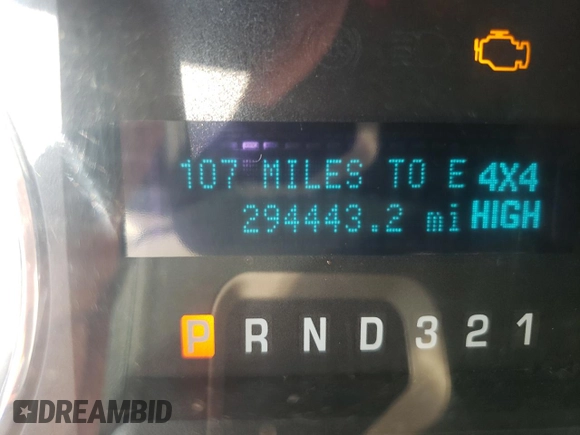 107 MILES TO E 4X4
294443.2 mi HIGH
P R N D 3 2 1
DREAMBID